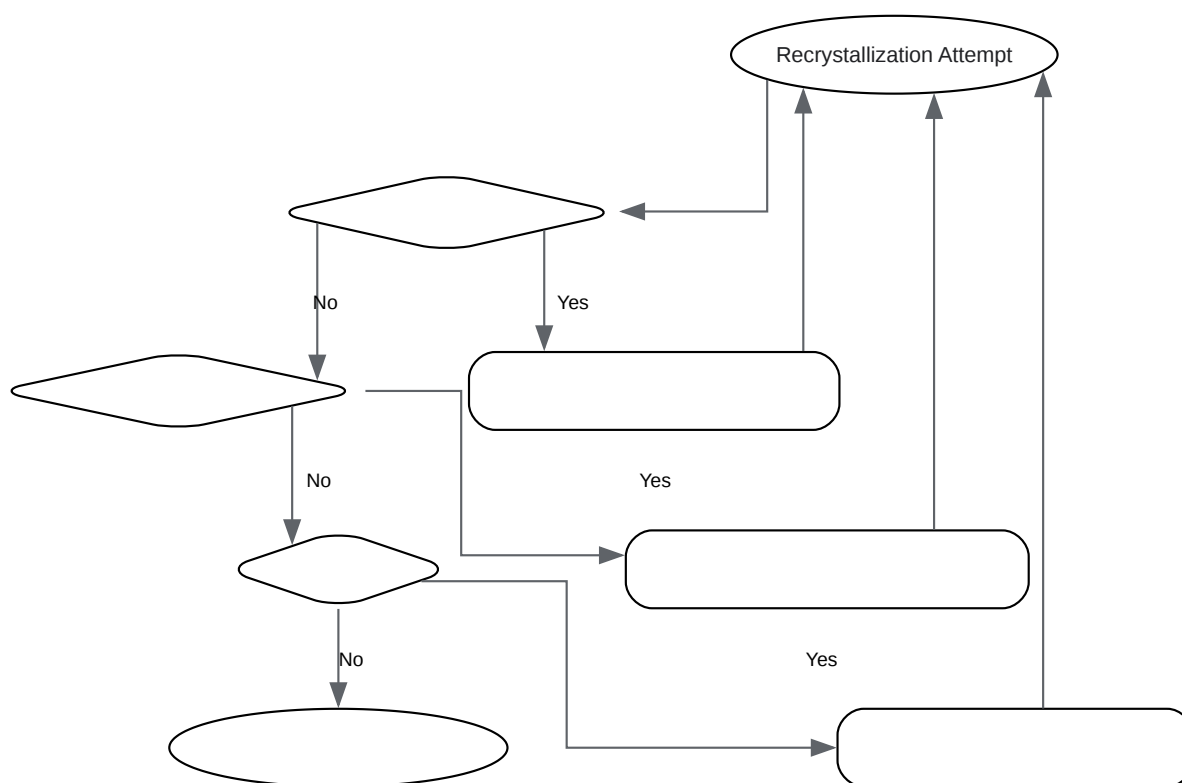 Recrystallization Attempt
No
Yes
No
Yes
No
Yes